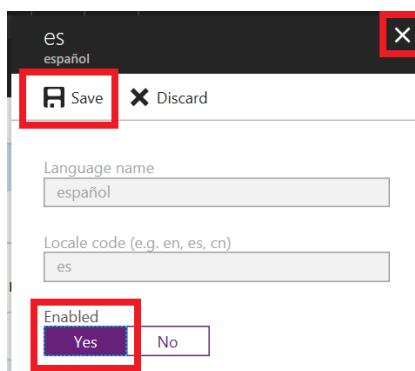 es
español
Save Discard
Language name
español
Locale code (e.g. en, es, cn)
es
Enabled
Yes No